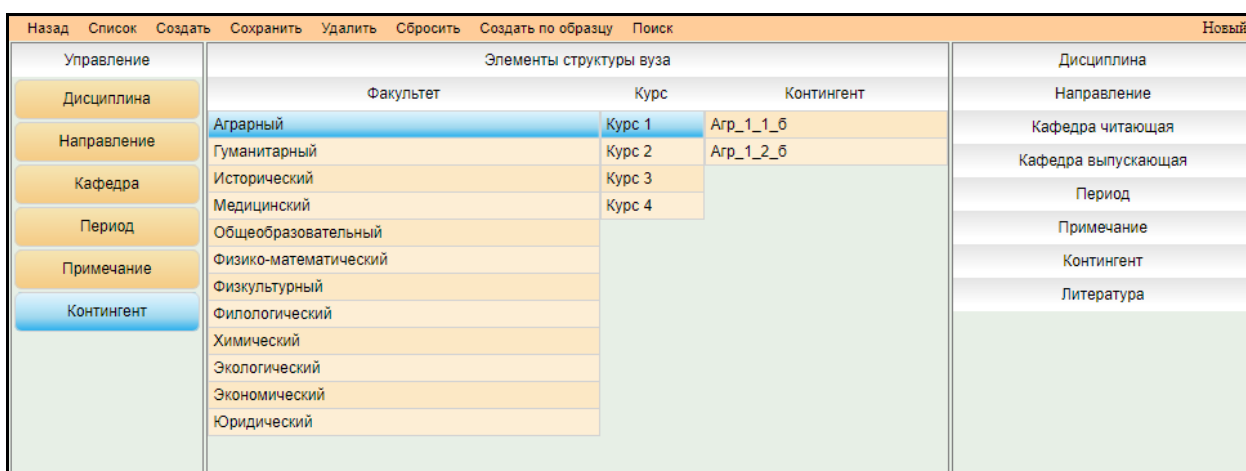 Назад Список Создать Сохранить Удалить Сбросить Создать по образцу Поиск Новый
Управление Элементы структуры вуза Дисциплина
Дисциплина Факультет Курс Контингент Направление
Аграрный Курс 1 Агр_1_1_б Кафедра читающая
Направление Гуманитарный Курс 2 Агр_1_2_б Кафедра выпускающая
Кафедра Исторический Курс 3
Медицинский Курс 4 Период
Период Общеобразовательный Примечание
Примечание Физико-математический Контингент
Физкультурный Литература
Контингент Филологический
Химический
Экологический
Экономический
Юридический